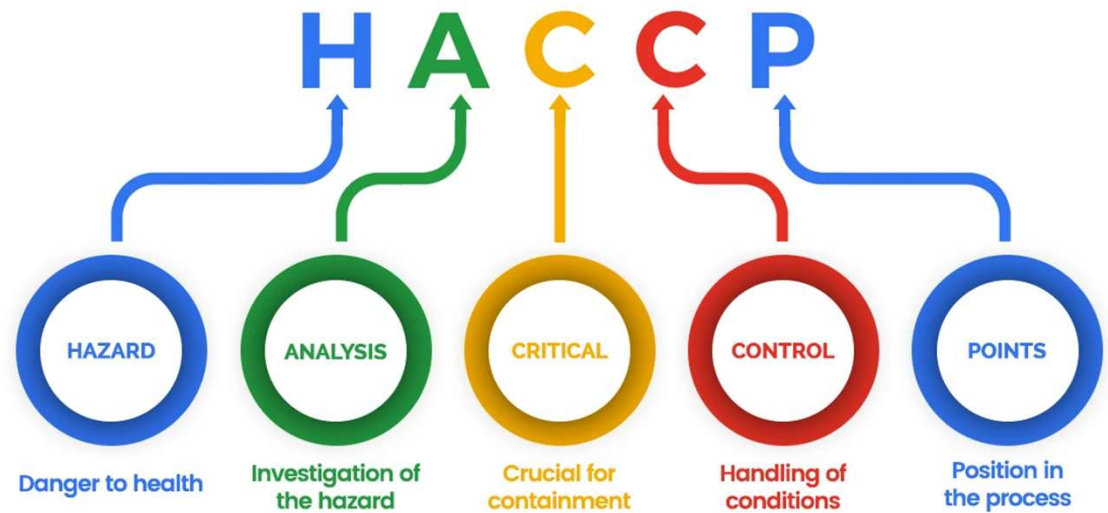 HACCP
HAZARD
ANALYSIS
CRITICAL
CONTROL
POINTS
Danger to health
Investigation of
the hazard
Crucial for
containment
Handling of
conditions
Position in
the process